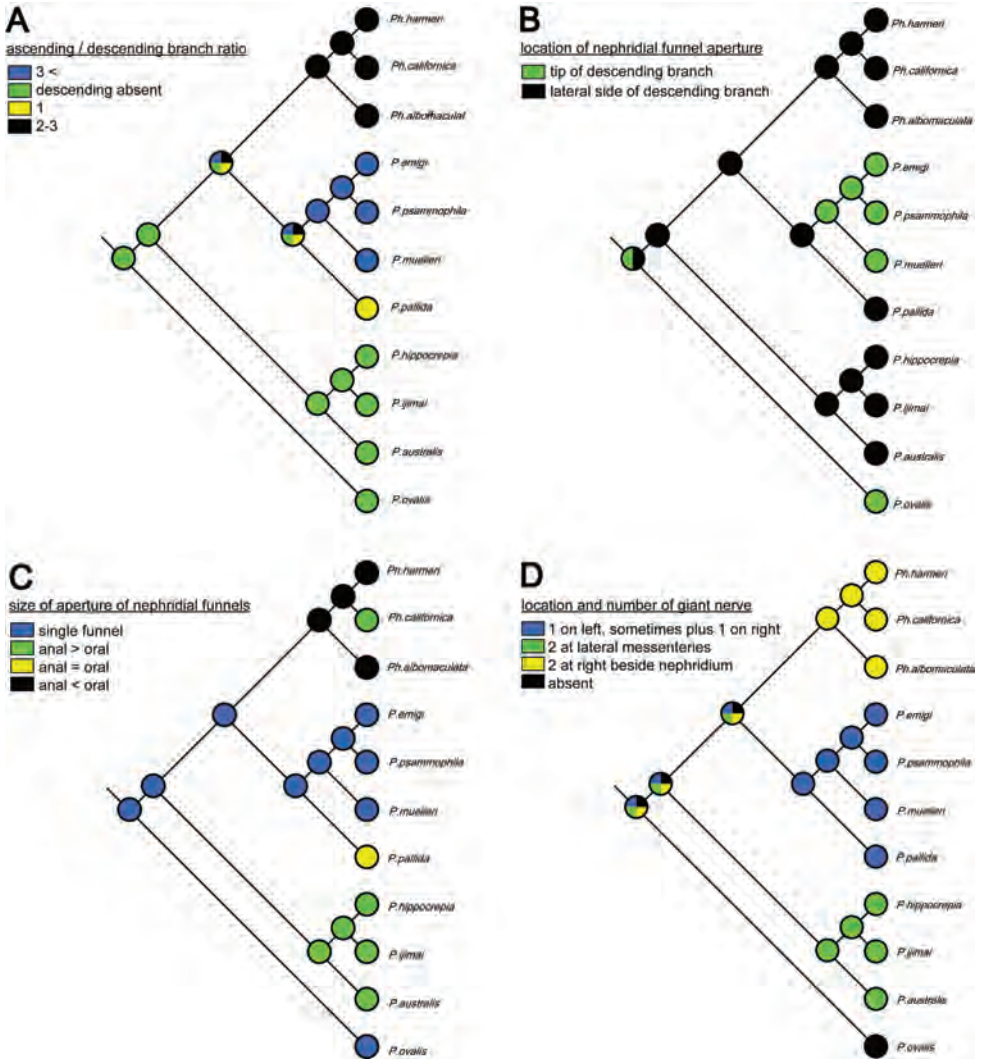 A
ascending / descending branch ratio
3 <
descending absent
1
2-3
Ph.harmeri
Ph.californica
Ph.albomaculat
P.emigi
P.psammophila
P.muelleri
P.pallida
P.hippocrepia
P.ijimai
P.australis
P.ovalis
B
location of nephridial funnel aperture
tip of descending branch
lateral side of descending branch
Ph.harmeri
Ph.californica
Ph.albomaculata
P.emigi
P.psammophila
P.muelleri
P.pallida
P.hippocrepia
P.ijimai
P.australis
P.ovalis
C
size of aperture of nephridial funnels
single funnel
anal > oral
anal = oral
anal < oral
Ph.harmeri
Ph.californica
Ph.albomaculata
P.emigi
P.psammophila
P.muelleri
P.pallida
P.hippocrepia
P.ijimai
P.australis
P.ovalis
D
location and number of giant nerve
1 on left, sometimes plus 1 on right
2 at lateral messenteries
2 at right beside nephridium
absent
Ph.harmeri
Ph.californica
Ph.albomaculata
P.emigi
P.psammophila
P.muelleri
P.pallida
P.hippocrepia
P.ijimai
P.australis
P.ovalis